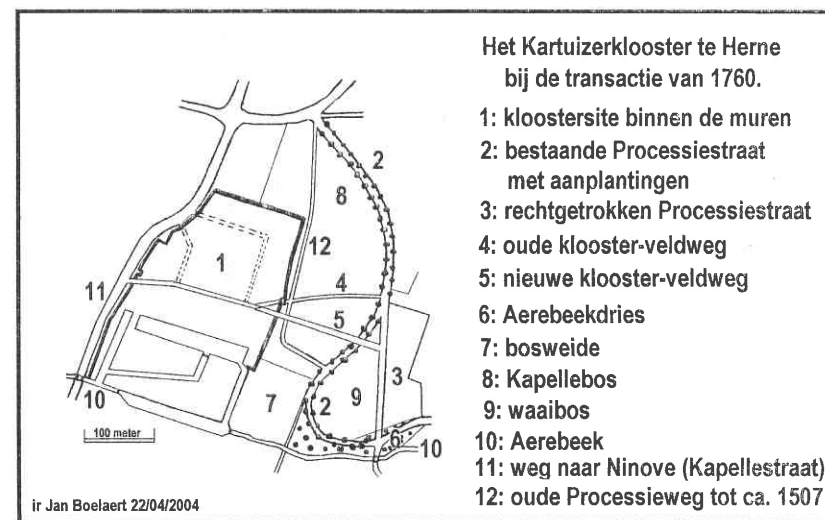 Het Kartuizerklooster te Herne
bij de transactie van 1760.
1: kloostersite binnen de muren
2: bestaande Processiestraat
met aanplantingen
3: rechtgetrokken Processiestraat
4: oude klooster-veldweg
5: nieuwe klooster-veldweg
6: Aerebeekdries
7: bosweide
8: Kapellebos
9: waaibos
10: Aerebeek
11: weg naar Ninove (Kapellestraat)
12: oude Processieweg tot ca. 1507
2
8
12
1
4
11
5
3
10
7
2
9
6
10
100 meter
ir Jan Boelaert 22/04/2004